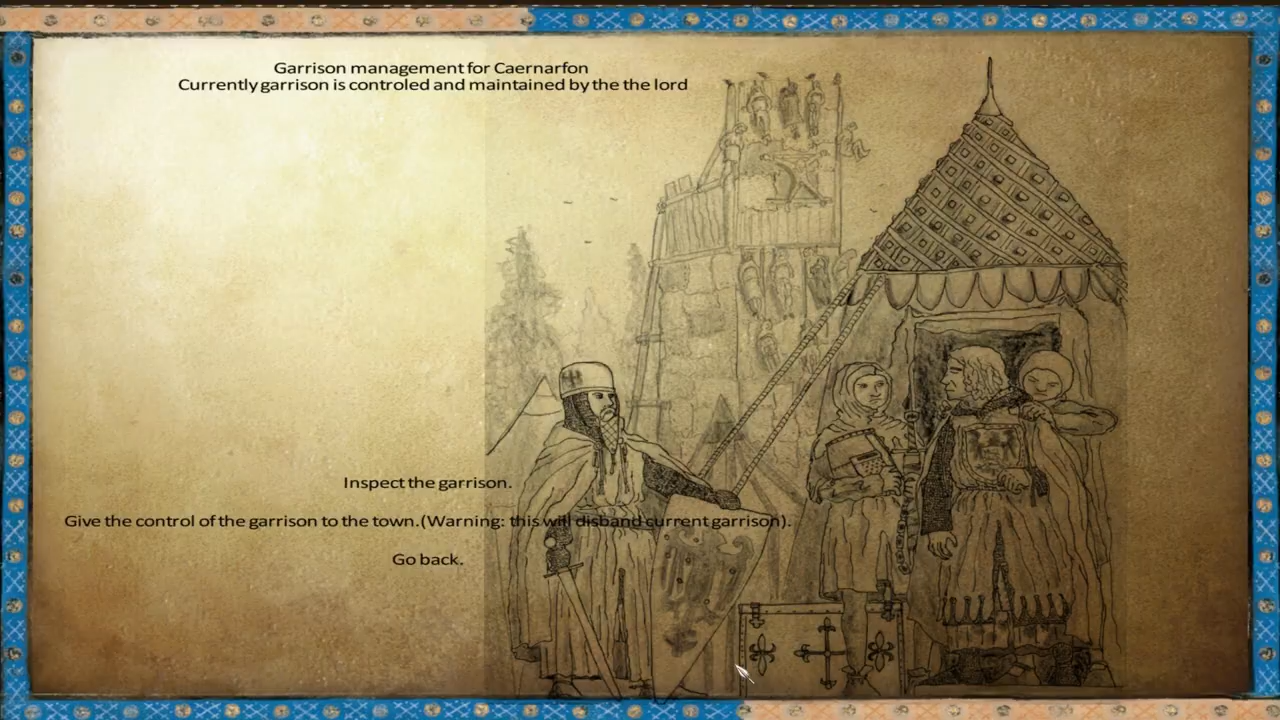 Garrison management for Caernarfon
Currently garrison is controled and maintained by the the lord
Inspect the garrison.
Give the control of the garrison to the town.(Warning: this will disband current garrison).
Go back.